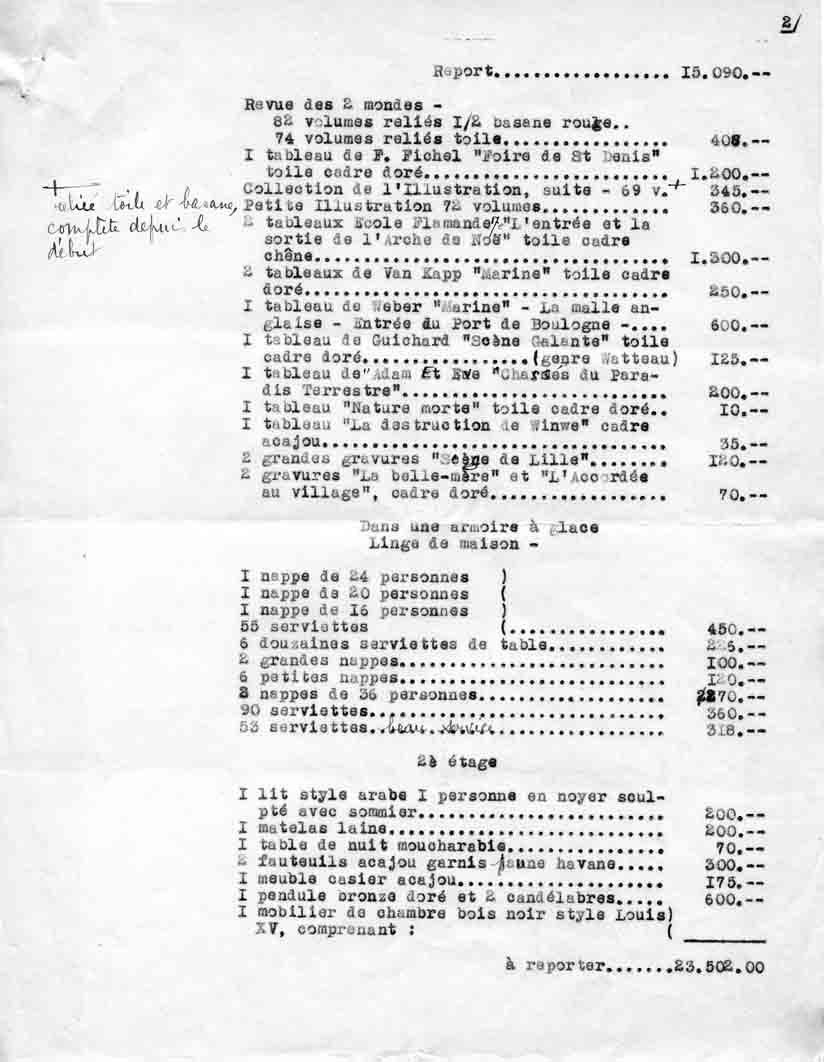 2/
Report.................. 15.090.--
Revue des 2 mondes -
82 volumes reliés I/2 basane rouge..
74 volumes reliés toile................. 408.--
I tableau de F. Fichel "Foire de St Denis"
toile cadre doré........................ I.200.--
Collection de l'Illustration, suite - 69 v.+ 345.--
+
reliée toile et basane,
complète depuis le
début
Petite Illustration 72 volumes............. 360.--
2 tableaux Ecole Flamande "L'entrée et la
sortie de l'Arche de Noë" toile cadre
chêne.................................... I.300.--
2 tableaux de Van Kapp "Marine" toile cadre
doré..................................... 250.--
I tableau de Weber "Marine" - La malle an-
glaise - Entrée du Port de Boulogne -.... 600.--
I tableau de Guichard "Scène Galante" toile
cadre doré.................(genre Watteau) I25.--
I tableau de "Adam Et Eve "Chassés du Para-
dis Terrestre"........................... 200.--
I tableau "Nature morte" toile cadre doré.. IO.--
I tableau "La destruction de Winwe" cadre
acajou................................... 35.--
2 grandes gravures "Siège de Lille"........ I20.--
2 gravures "La belle-mère" et "L'Accordée
au village", cadre doré.................. 70.--
Dans une armoire à glace
Linge de maison -
I nappe de 24 personnes )
I nappe de 20 personnes (
I nappe de I6 personnes )
55 serviettes (................ 450.--
6 douzaines serviettes de table............ 225.--
2 grandes nappes........................... I00.--
6 petites nappes........................... I20.--
3 nappes de 36 personnes................... 270.--
90 serviettes.............................. 360.--
53 serviettes..beau service................ 3I8.--
2è étage
I lit style arabe I personne en noyer scul-
pté avec sommier......................... 200.--
I matelas laine............................ 200.--
I table de nuit moucharabie................ 70.--
2 fauteuils acajou garnis jaune havane..... 300.--
I meuble casier acajou..................... I75.--
I pendule bronze doré et 2 candélabres..... 600.--
I mobilier de chambre bois noir style Louis)
XV, comprenant : (
à reporter.......23.502.00